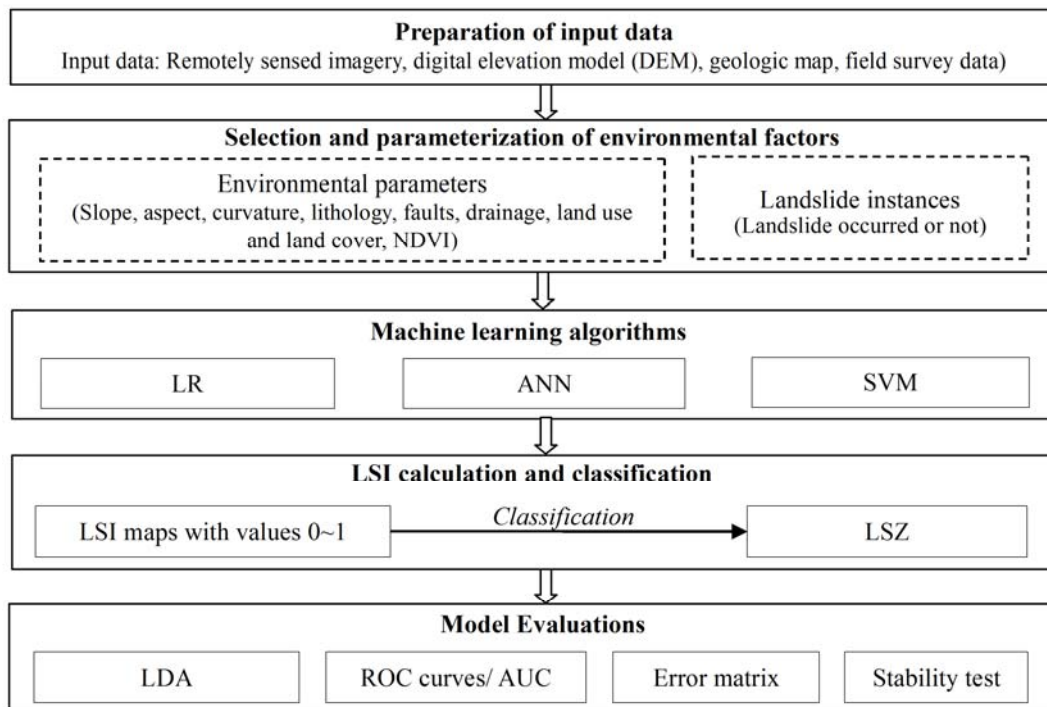 Preparation of input data
Input data: Remotely sensed imagery, digital elevation model (DEM), geologic map, field survey data)
Selection and parameterization of environmental factors
Environmental parameters
(Slope, aspect, curvature, lithology, faults, drainage, land use
and land cover, NDVI)
Landslide instances
(Landslide occurred or not)
Machine learning algorithms
LR
ANN
SVM
LSI calculation and classification
LSI maps with values 0~1
Classification
LSZ
Model Evaluations
LDA
ROC curves/ AUC
Error matrix
Stability test